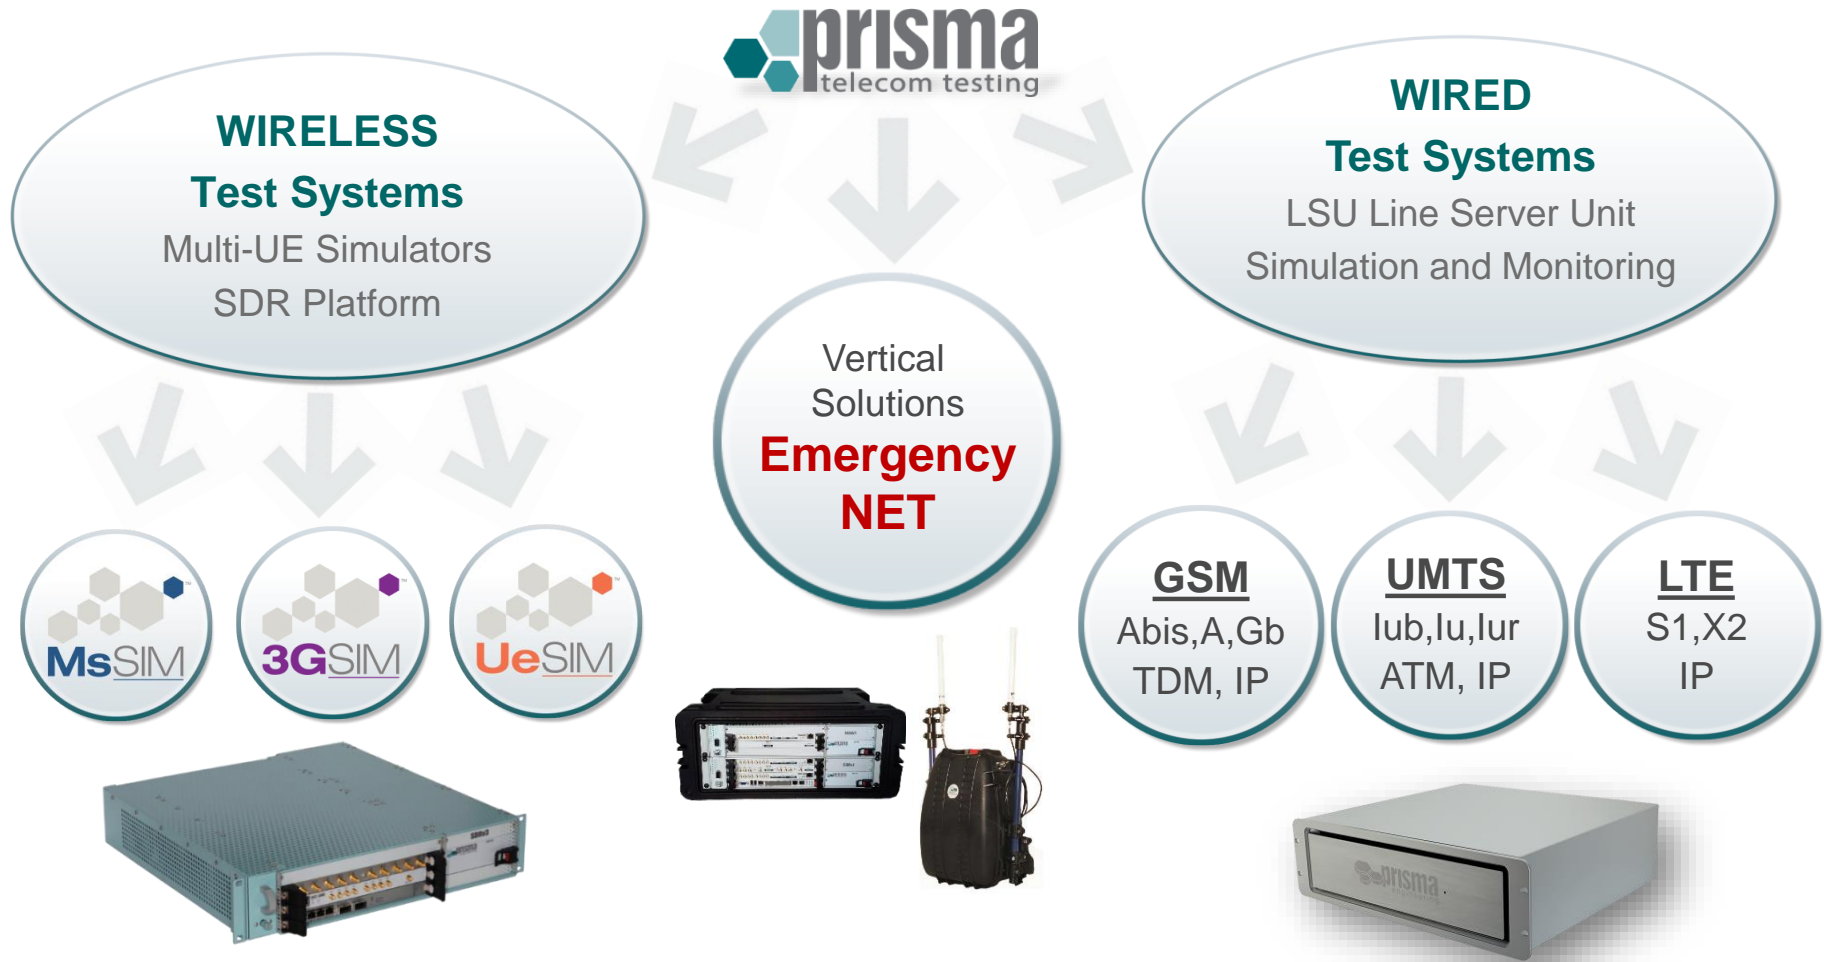 prisma
telecom testing
WIRELESS
Test Systems
Multi-UE Simulators
SDR Platform
WIRED
Test Systems
LSU Line Server Unit
Simulation and Monitoring
Vertical
Solutions
Emergency
NET
MsSIM
3GSIM
UeSIM
GSM
Abis,A,Gb
TDM, IP
UMTS
Iub,Iu,Iur
ATM, IP
LTE
S1,X2
IP
SDRv3
prisma
prisma